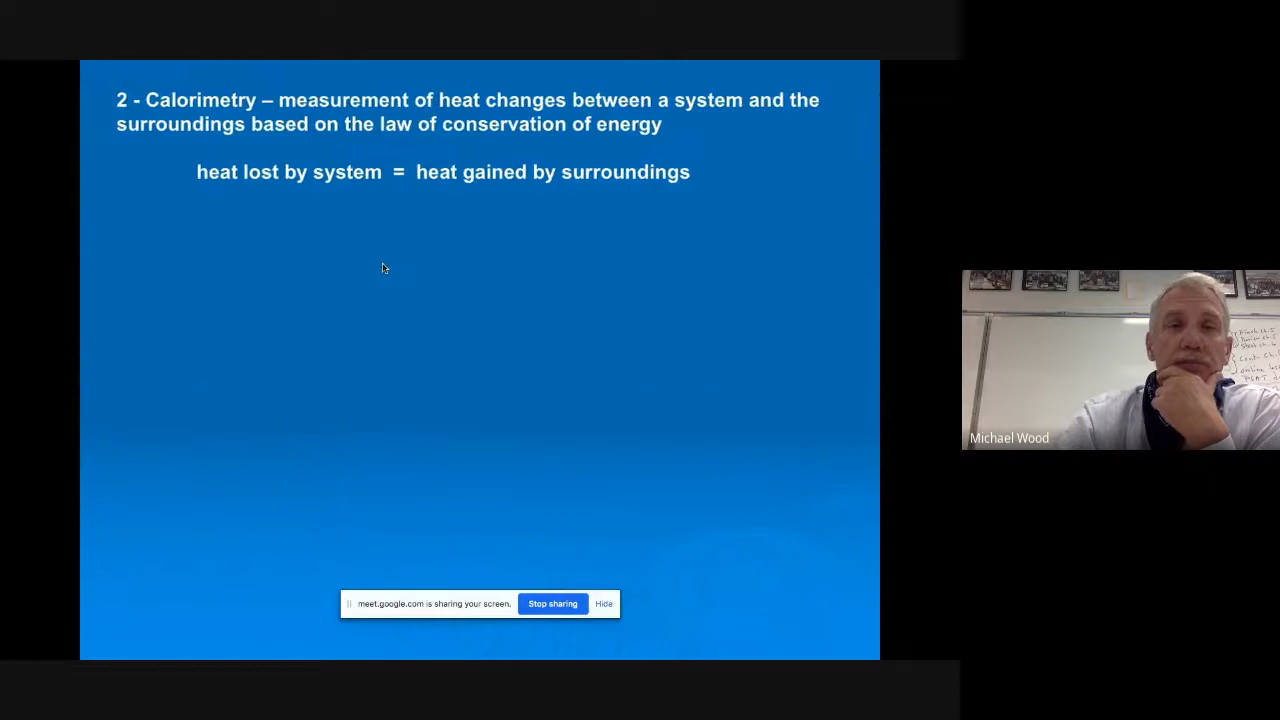 2 - Calorimetry – measurement of heat changes between a system and the
surroundings based on the law of conservation of energy
heat lost by system = heat gained by surroundings
meet.google.com is sharing your screen. Stop sharing Hide
Michael Wood